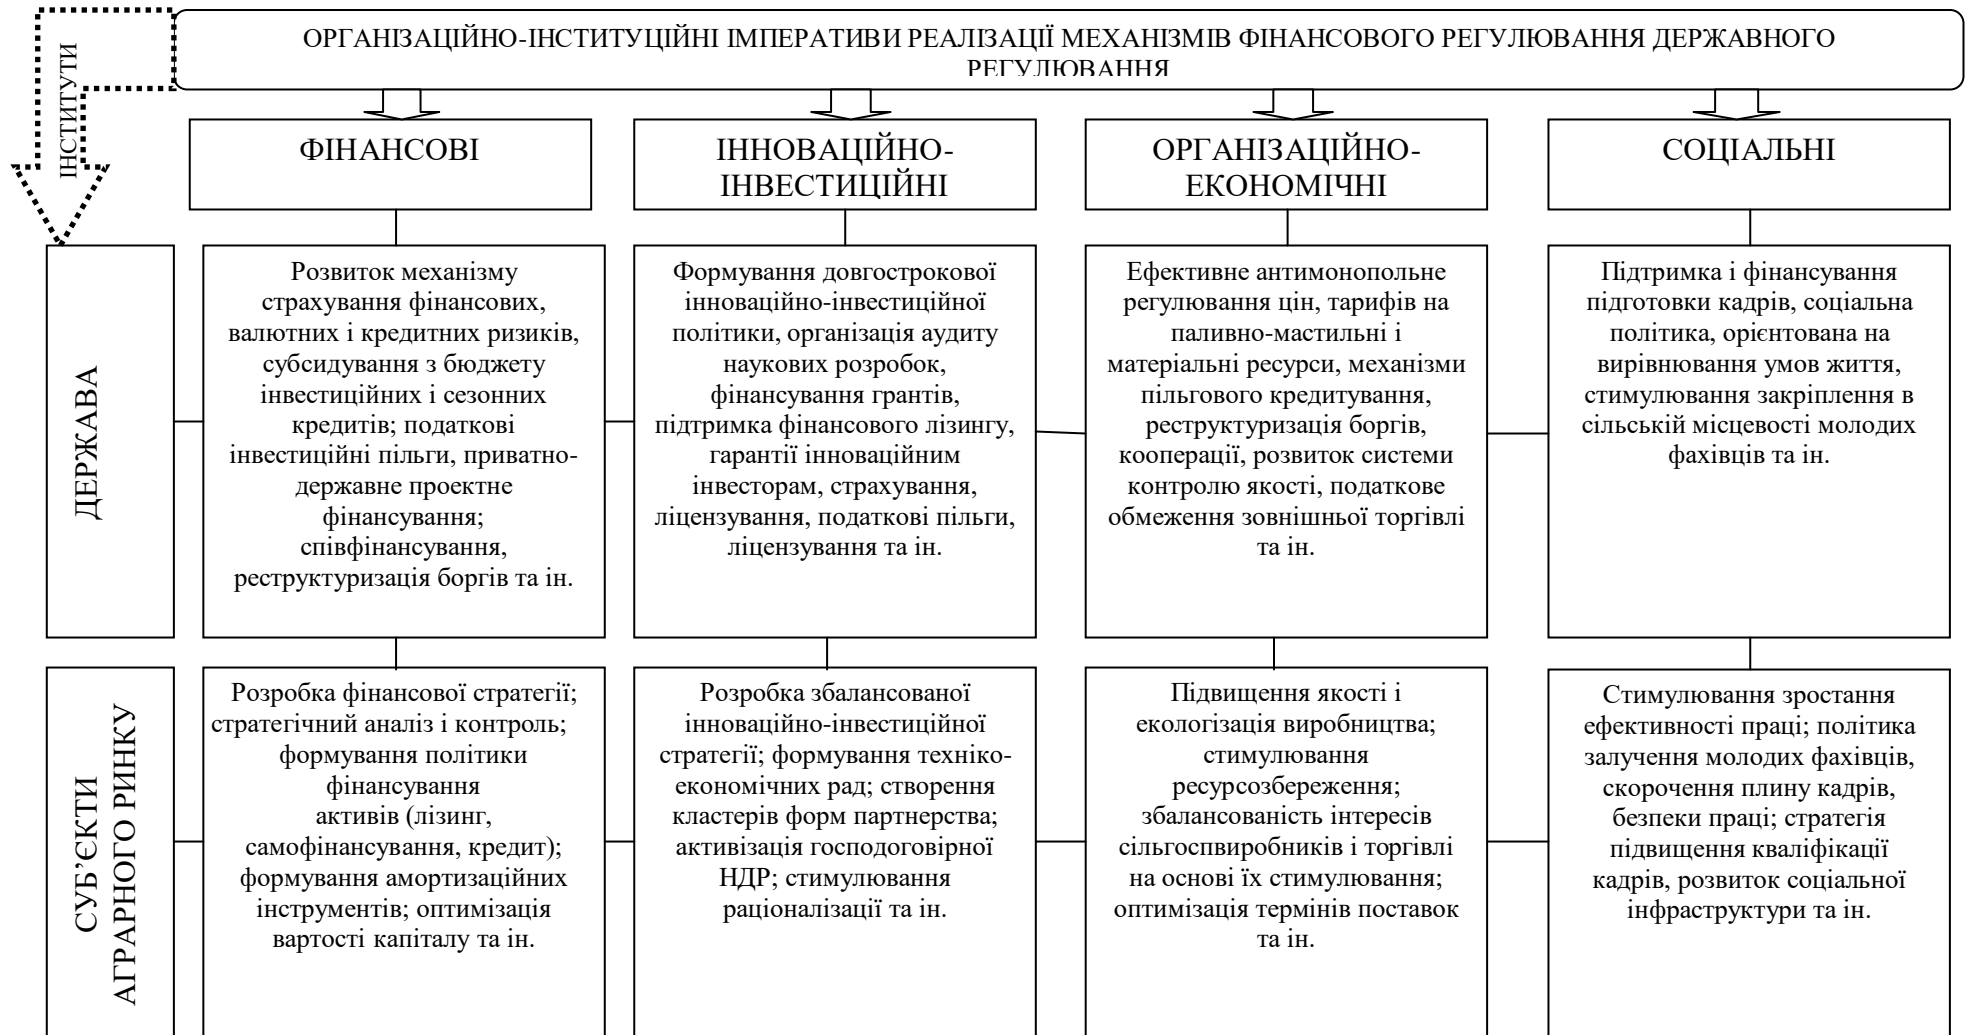 ОРГАНІЗАЦІЙНО-ІНСТИТУЦІЙНІ ІМПЕРАТИВИ РЕАЛІЗАЦІЇ МЕХАНІЗМІВ ФІНАНСОВОГО РЕГУЛЮВАННЯ ДЕРЖАВНОГО
РЕГУЛЮВАННЯ
ІНСТИТУТИ
ФІНАНСОВІ
ІННОВАЦІЙНО-
ІНВЕСТИЦІЙНІ
ОРГАНІЗАЦІЙНО-
ЕКОНОМІЧНІ
СОЦІАЛЬНІ
ДЕРЖАВА
Розвиток механізму
страхування фінансових,
валютних і кредитних ризиків,
субсидування з бюджету
інвестиційних і сезонних
кредитів; податкові
інвестиційні пільги, приватно-
державне проектне
фінансування;
співфінансування,
реструктуризація боргів та ін.
Формування довгострокової
інноваційно-інвестиційної
політики, організація аудиту
наукових розробок,
фінансування грантів,
підтримка фінансового лізингу,
гарантії інноваційним
інвесторам, страхування,
ліцензування, податкові пільги,
ліцензування та ін.
Ефективне антимонопольне
регулювання цін, тарифів на
паливно-мастильні і
матеріальні ресурси, механізми
пільгового кредитування,
реструктуризація боргів,
кооперації, розвиток системи
контролю якості, податкове
обмеження зовнішньої торгівлі
та ін.
Підтримка і фінансування
підготовки кадрів, соціальна
політика, орієнтована на
вирівнювання умов життя,
стимулювання закріплення в
сільській місцевості молодих
фахівців та ін.
СУБ’ЄКТИ
АГРАРНОГО РИНКУ
Розробка фінансової стратегії;
стратегічний аналіз і контроль;
формування політики
фінансування
активів (лізинг,
самофінансування, кредит);
формування амортизаційних
інструментів; оптимізація
вартості капіталу та ін.
Розробка збалансованої
інноваційно-інвестиційної
стратегії; формування техніко-
економічних рад; створення
кластерів форм партнерства;
активізація господоговірної
НДР; стимулювання
раціоналізації та ін.
Підвищення якості і
екологізація виробництва;
стимулювання
ресурсозбереження;
збалансованість інтересів
сільгоспвиробників і торгівлі
на основі їх стимулювання;
оптимізація термінів поставок
та ін.
Стимулювання зростання
ефективності праці; політика
залучення молодих фахівців,
скорочення плину кадрів,
безпеки праці; стратегія
підвищення кваліфікації
кадрів, розвиток соціальної
інфраструктури та ін.